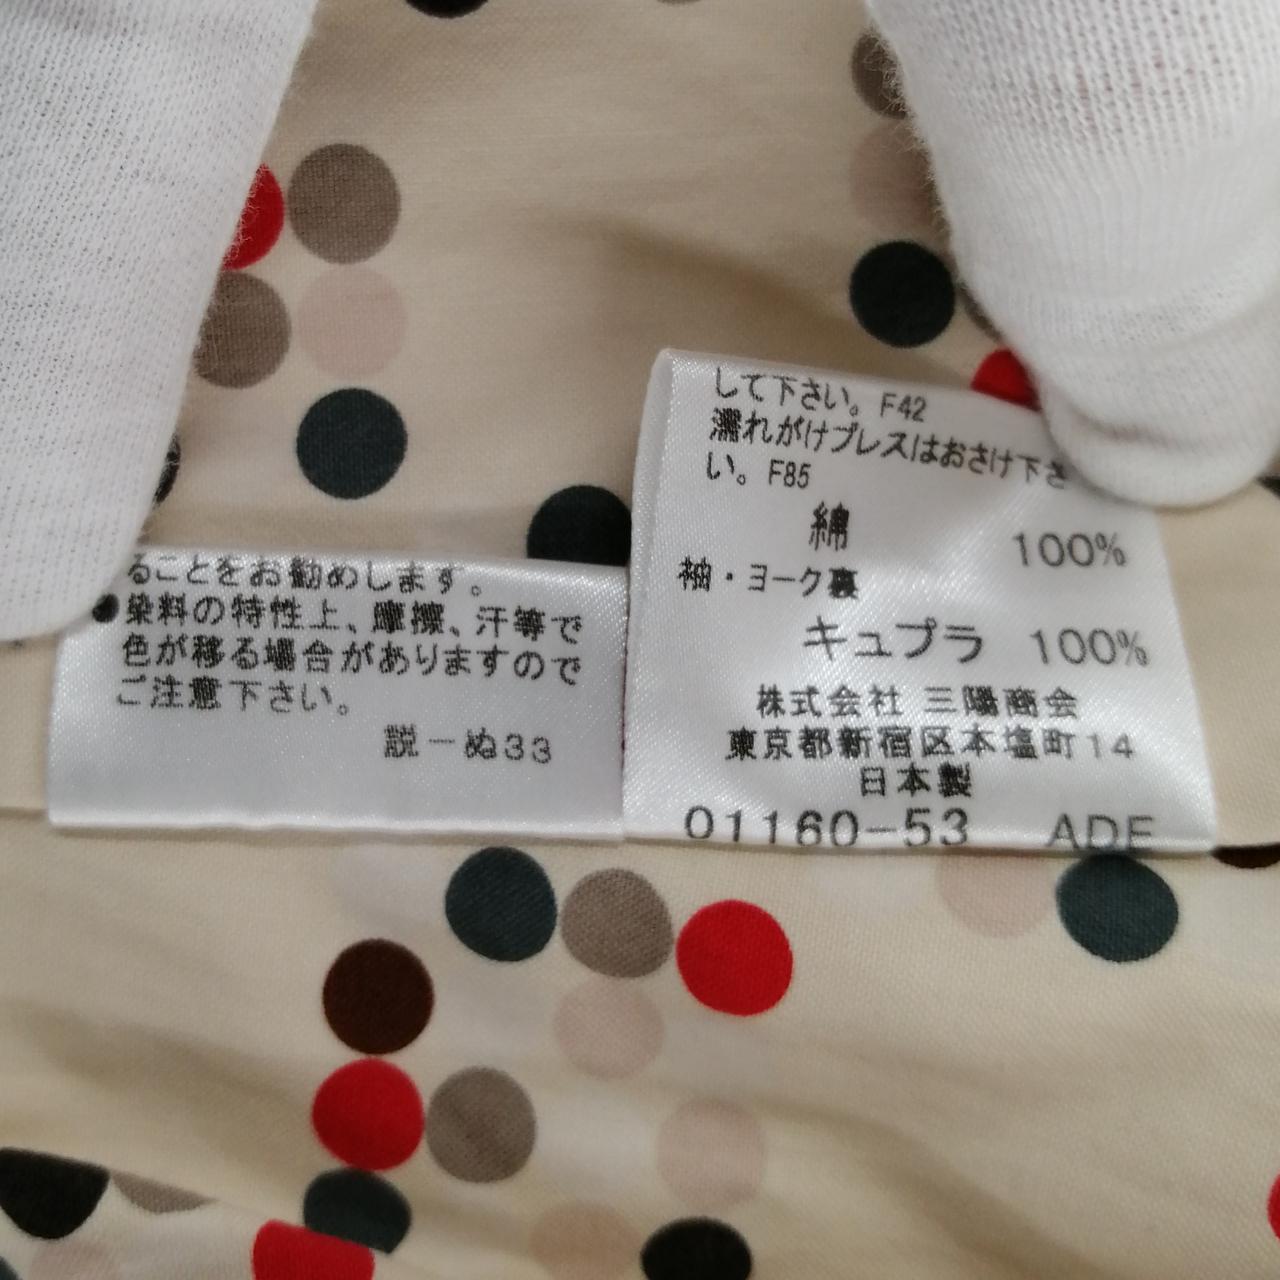 ることをお勧めします。
●染料の特性上、摩擦、汗等で
色が移る場合がありますので
ご注意下さい。
説－ぬ33
して下さい。F42
濡れがけプレスはおさけ下さ
い。F85
綿 100%
袖・ヨーク裏
キュプラ 100%
株式会社 三陽商会
東京都新宿区本塩町14
日本製
01160-53 ADE